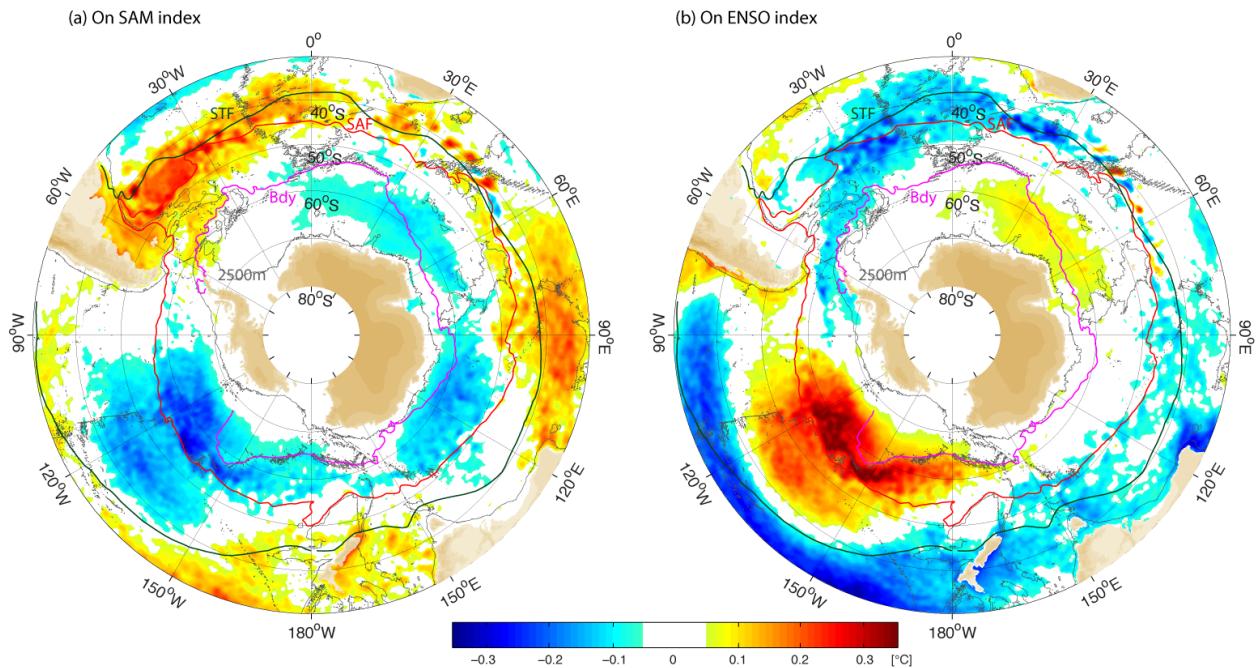 (a) On SAM index
(b) On ENSO index
0°
30°W
30°E
STF
40°S
SAF
50°S
60°W
Bdy
60°S
60°E
2500m
80°S
90°W
90°E
120°W
120°E
150°W
150°E
180°W
0°
30°W
30°E
STF
40°S
SAF
50°S
60°W
Bdy
60°S
60°E
2500m
80°S
90°W
90°E
120°W
120°E
150°W
150°E
180°W
−0.3 −0.2 −0.1 0 0.1 0.2 0.3 [°C]